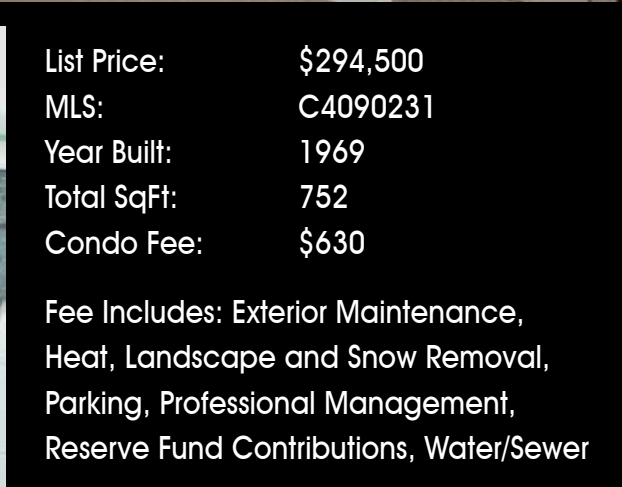 List Price: $294,500
MLS: C4090231
Year Built: 1969
Total SqFt: 752
Condo Fee: $630
Fee Includes: Exterior Maintenance,
Heat, Landscape and Snow Removal,
Parking, Professional Management,
Reserve Fund Contributions, Water/Sewer